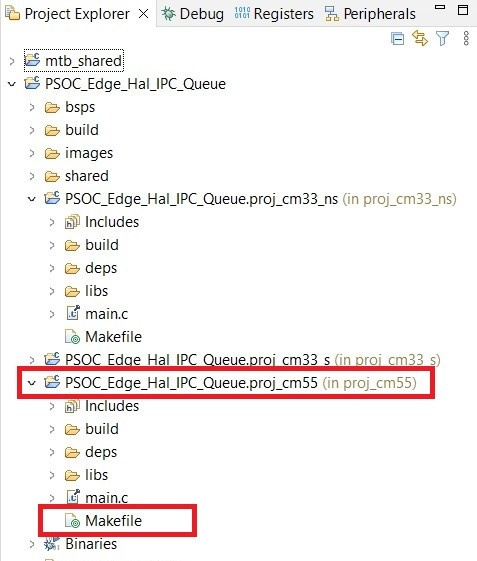 Project Explorer Debug Registers Peripherals
mtb_shared
PSOC_Edge_Hal_IPC_Queue
bsps
build
images
shared
PSOC_Edge_Hal_IPC_Queue.proj_cm33_ns (in proj_cm33_ns)
Includes
build
deps
libs
main.c
Makefile
PSOC_Edge_Hal_IPC_Queue.proj_cm33_s (in proj_cm33_s)
PSOC_Edge_Hal_IPC_Queue.proj_cm55 (in proj_cm55)
Includes
build
deps
libs
main.c
Makefile
Binaries